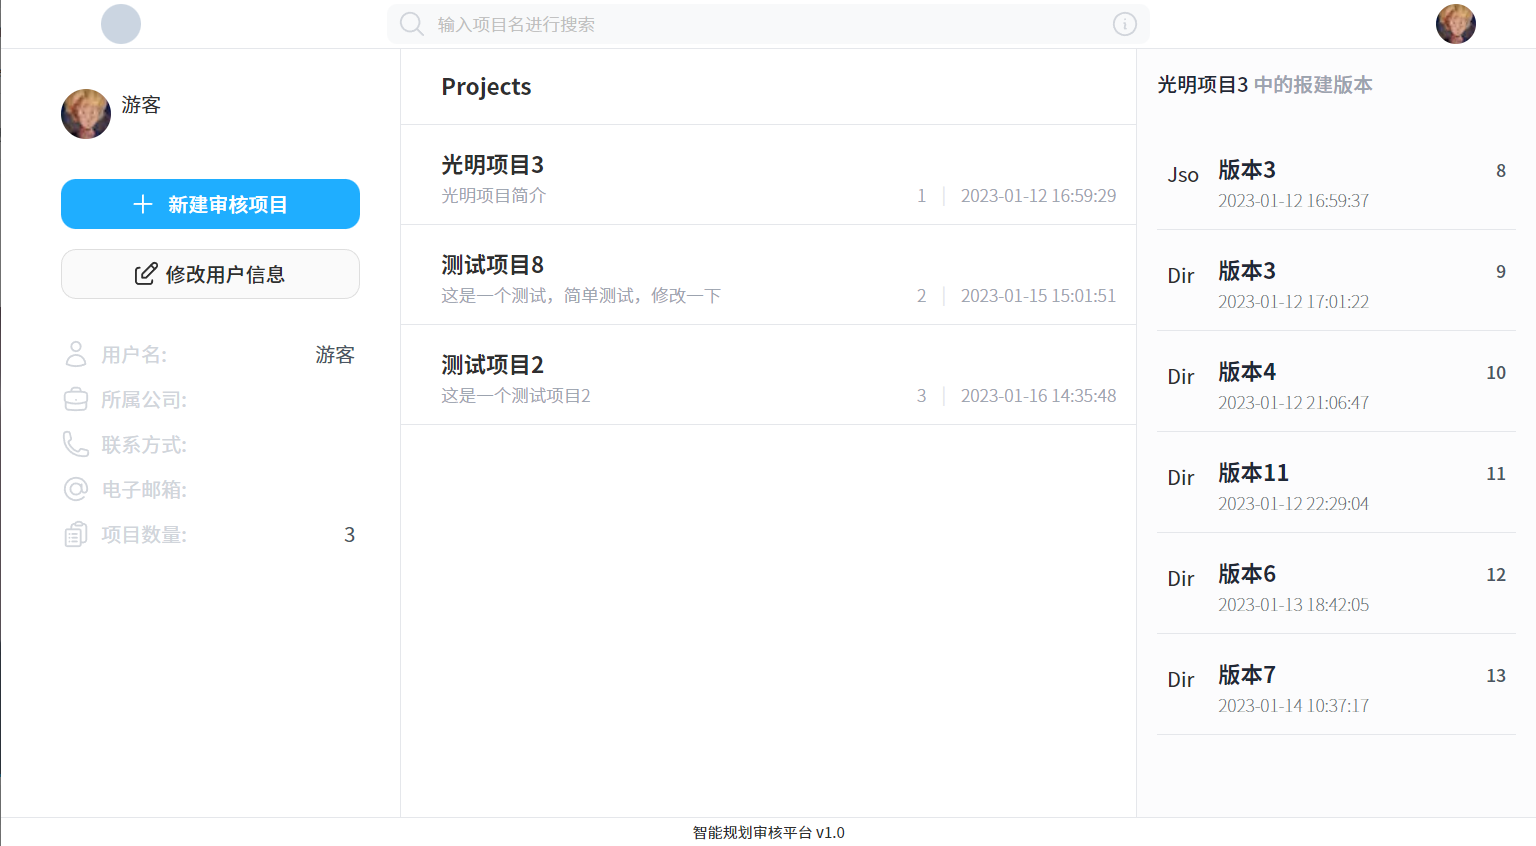 输入项目名进行搜索
游客
新建审核项目
修改用户信息
用户名: 游客
所属公司:
联系方式:
电子邮箱:
项目数量: 3
Projects
光明项目3
光明项目简介 1 2023-01-12 16:59:29
测试项目8
这是一个测试，简单测试，修改一下 2 2023-01-15 15:01:51
测试项目2
这是一个测试项目2 3 2023-01-16 14:35:48
光明项目3 中的报建版本
Jso 版本3 8
2023-01-12 16:59:37
Dir 版本3 9
2023-01-12 17:01:22
Dir 版本4 10
2023-01-12 21:06:47
Dir 版本11 11
2023-01-12 22:29:04
Dir 版本6 12
2023-01-13 18:42:05
Dir 版本7 13
2023-01-14 10:37:17
智能规划审核平台 v1.0